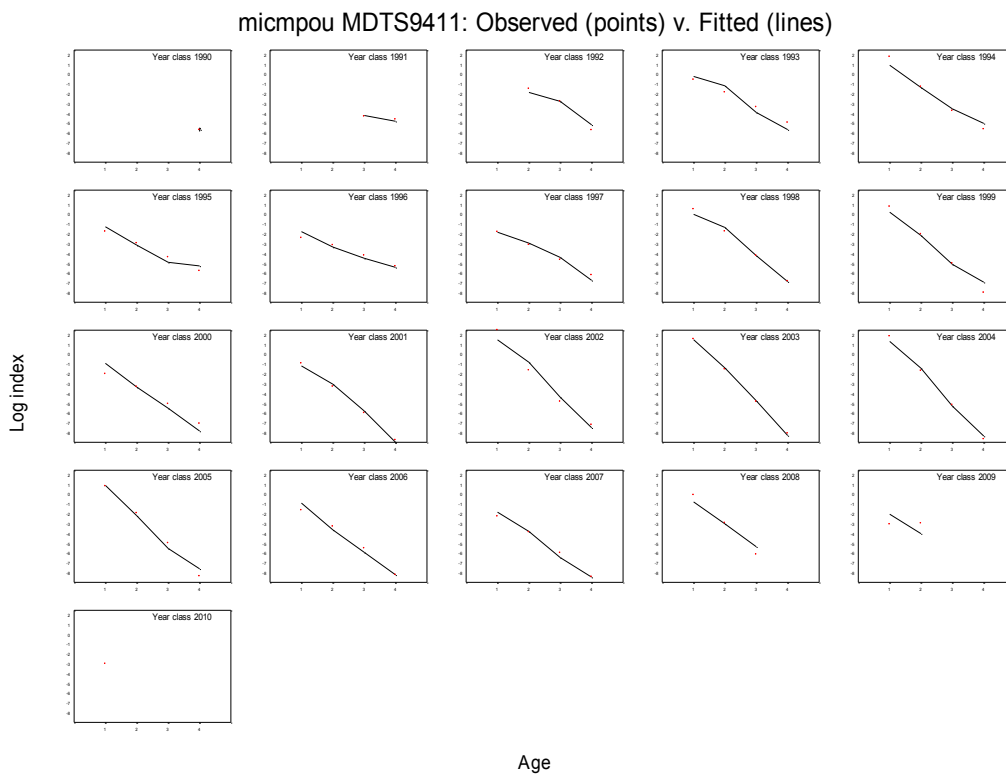 micmpou MDTS9411: Observed (points) v. Fitted (lines)
Year class 1990
Year class 1991
Year class 1992
Year class 1993
Year class 1994
Year class 1995
Year class 1996
Year class 1997
Year class 1998
Year class 1999
Year class 2000
Year class 2001
Year class 2002
Year class 2003
Year class 2004
Year class 2005
Year class 2006
Year class 2007
Year class 2008
Year class 2009
Year class 2010
Log index
Age